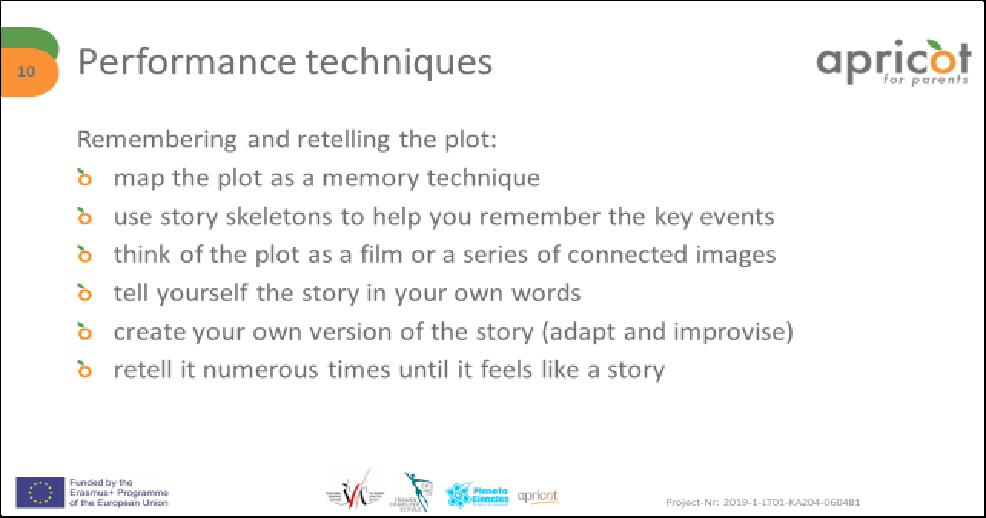 10
Performance techniques
apricot
for parents
Remembering and retelling the plot:
map the plot as a memory technique
use story skeletons to help you remember the key events
think of the plot as a film or a series of connected images
tell yourself the story in your own words
create your own version of the story (adapt and improvise)
retell it numerous times until it feels like a story
Funded by the
Erasmus+ Programme
of the European Union
Planeta
Ciencias
apricot
Project-Nr: 2019-1-LT01-KA204-060481